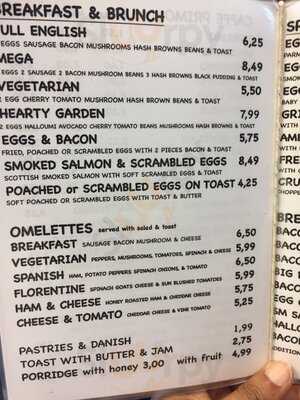 BREAKFAST & BRUNCH
FULL ENGLISH 6,25
EGGS SAUSAGE BACON MUSHROOMS HASH BROWNS BEANS & TOAST
MEGA 8,49
EGGS 2 SAUSAGE 2 BACON MUSHROOM BEANS 3 HASH BROWNS BLACK PUDDING & TOAST
VEGETARIAN 5,50
EGG CHERRY TOMATO MUSHROOM HASH BROWN BEANS & TOAST
HEARTY GARDEN 7,99
EGGS HALLOUMI AVOCADO CHERRY TOMATO BEANS MUSHROOMS HASH BROWNS & TOAST
EGGS & BACON 5,75
FRIED, POACHED or SCRAMBLED EGGS WITH 2 PIECES BACON & TOAST
SMOKED SALMON & SCRAMBLED EGGS 8,49
SCOTTISH SMOKED SALMON WITH SOFT SCRAMBLED EGGS & TOAST
POACHED or SCRAMBLED EGGS ON TOAST 4,25
SOFT POACHED or SCRAMBLED EGGS WITH TOAST & BUTTER
OMELETTES served with salad & toast
BREAKFAST SAUSAGE BACON MUSHROOM & CHEESE 6,50
VEGETARIAN PEPPERS, MUSHROOMS, TOMATOES, SPINACH & CHEESE 5,99
SPANISH HAM, POTATO PEPPERS SPINACH ONIONS, & TOMATO 6,50
FLORENTINE SPINACH GOATS CHEESE & SUN BLUSHED TOMATOES 5,99
HAM & CHEESE HONEY ROASTED HAM & CHEDDAR CHEESE 5,75
CHEESE & TOMATO CHEDDAR CHEESE & VINE TOMATO 5,25
PASTRIES & DANISH 1,99
TOAST WITH BUTTER & JAM 2,75
PORRIDGE with honey 3,00 with fruit 4,99